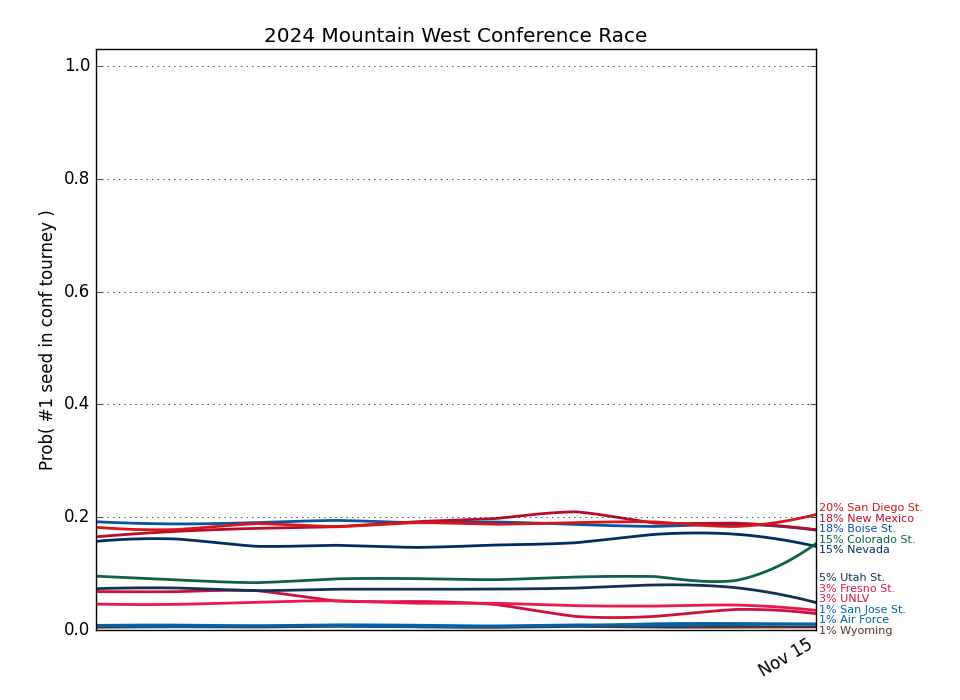 2024 Mountain West Conference Race
1.0
0.8
0.6
0.4
0.2
0.0
Prob( #1 seed in conf tourney )
20% San Diego St.
18% New Mexico
18% Boise St.
15% Colorado St.
15% Nevada
5% Utah St.
3% Fresno St.
3% UNLV
1% San Jose St.
1% Air Force
1% Wyoming
Nov 15